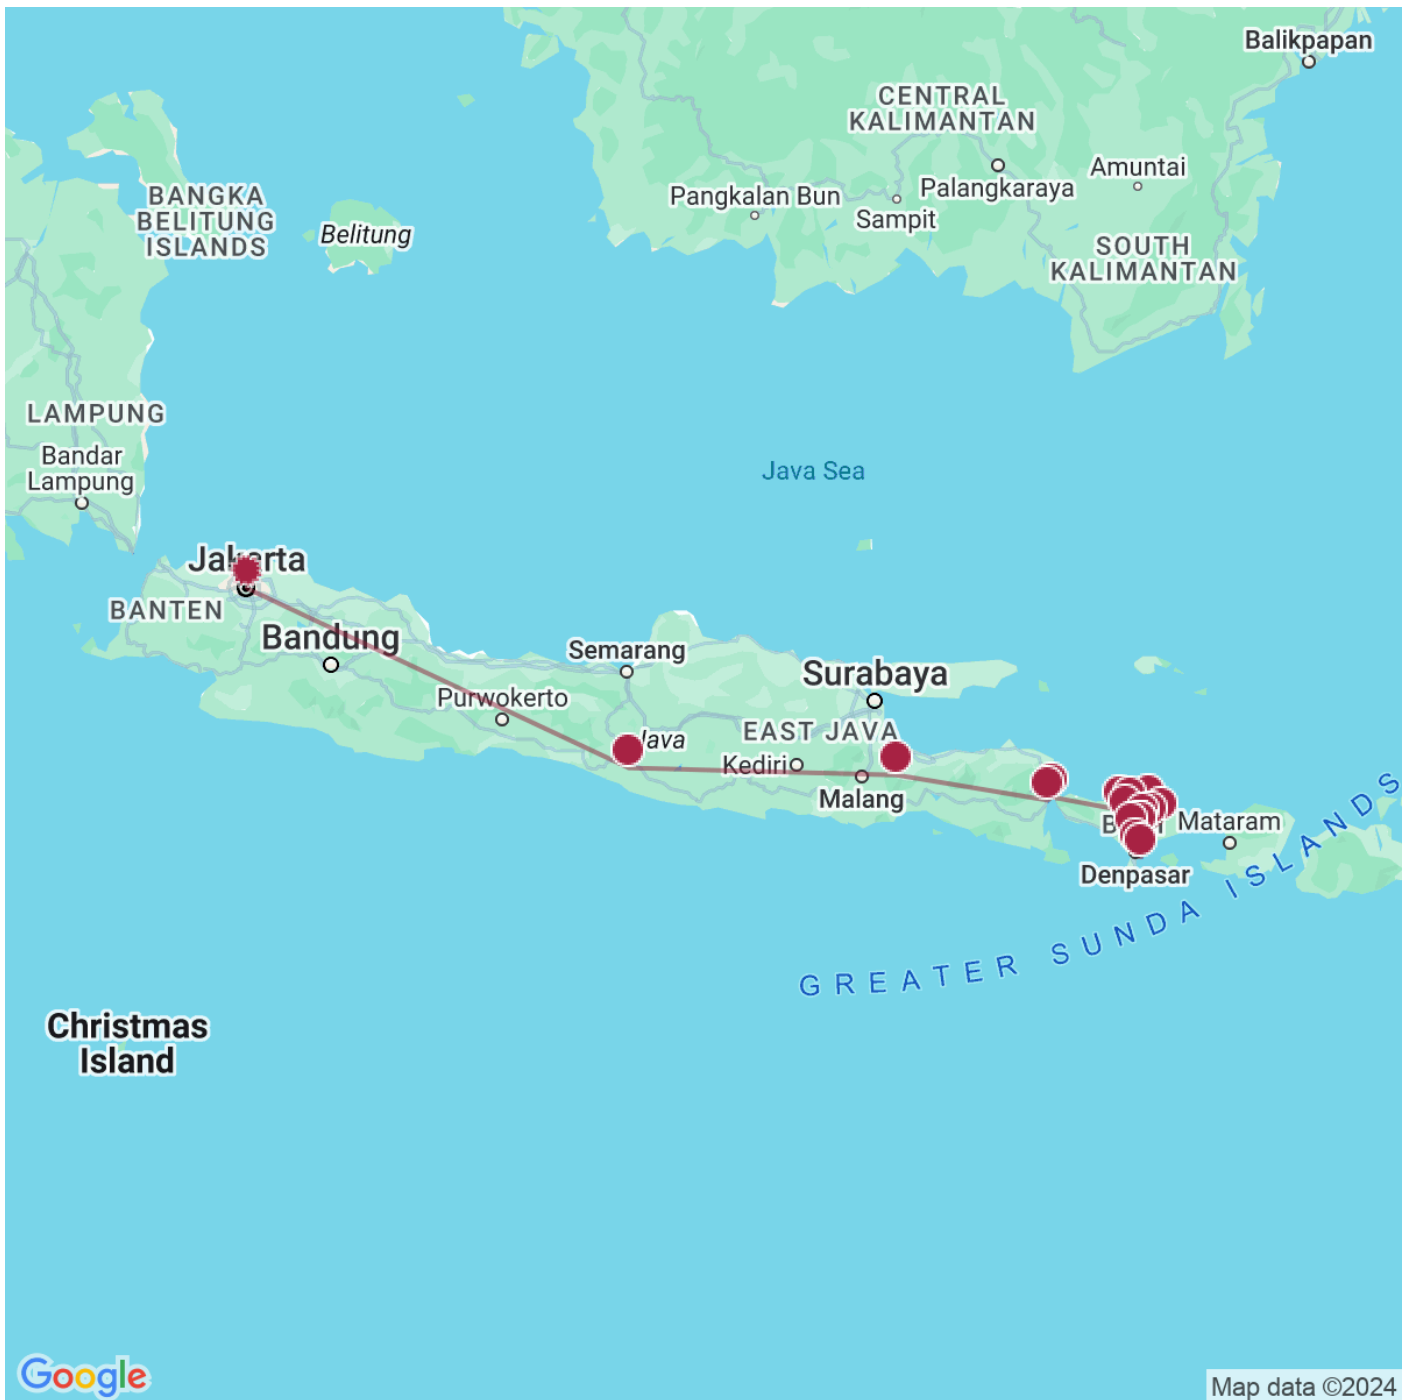 Balikpapan
CENTRAL
KALIMANTAN
Amuntai
Palangkaraya
Pangkalan Bun
Sampit
BANGKA
BELITUNG
ISLANDS
Belitung
SOUTH
KALIMANTAN
LAMPUNG
Bandar
Lampung
Java Sea
Jakarta
BANTEN
Bandung
Semarang
Surabaya
Purwokerto
EAST JAVA
Java
Kediri
Malang
Mataram
Denpasar
GREATER SUNDA ISLANDS
Christmas
Island
Google
Map data ©2024